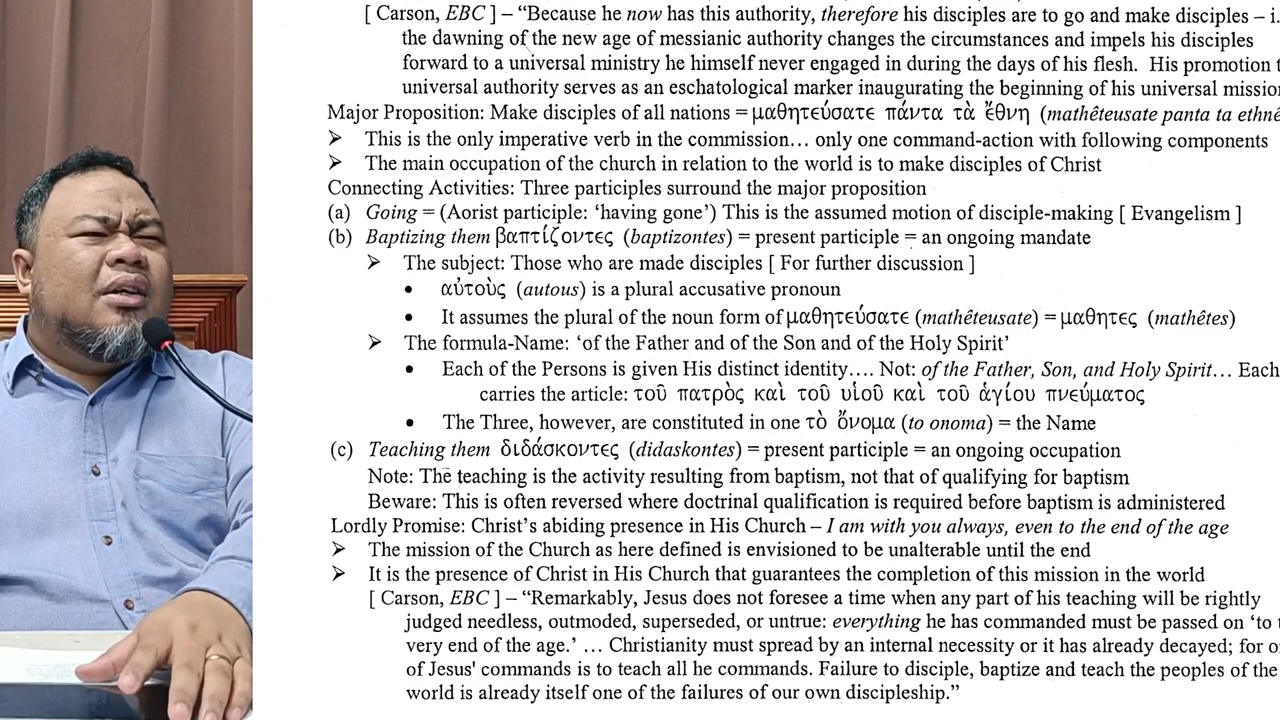 [ Carson, EBC ] – “Because he now has this authority, therefore his disciples are to go and make disciples – i.
the dawning of the new age of messianic authority changes the circumstances and impels his disciples
forward to a universal ministry he himself never engaged in during the days of his flesh. His promotion t
universal authority serves as an eschatological marker inaugurating the beginning of his universal missio
Major Proposition: Make disciples of all nations = μαθητεύσατε πάντα τὰ ἔθνη (mathêteusate panta ta ethnê
➢ This is the only imperative verb in the commission… only one command-action with following components
➢ The main occupation of the church in relation to the world is to make disciples of Christ
Connecting Activities: Three participles surround the major proposition
(a) Going = (Aorist participle: ‘having gone’) This is the assumed motion of disciple-making [ Evangelism ]
(b) Baptizing them βαπτίζοντες (baptizontes) = present participle = an ongoing mandate
➢ The subject: Those who are made disciples [ For further discussion ]
• αὐτοὺς (autous) is a plural accusative pronoun
• It assumes the plural of the noun form of μαθητεύσατε (mathêteusate) = μαθητες (mathêtes)
➢ The formula-Name: ‘of the Father and of the Son and of the Holy Spirit’
• Each of the Persons is given His distinct identity…. Not: of the Father, Son, and Holy Spirit… Each
carries the article: τοῦ πατρὸς καὶ τοῦ υἱοῦ καὶ τοῦ ἁγίου πνεύματος
• The Three, however, are constituted in one τὸ ὄνομα (to onoma) = the Name
(c) Teaching them διδάσκοντες (didaskontes) = present participle = an ongoing occupation
Note: The teaching is the activity resulting from baptism, not that of qualifying for baptism
Beware: This is often reversed where doctrinal qualification is required before baptism is administered
Lordly Promise: Christ’s abiding presence in His Church – I am with you always, even to the end of the age
➢ The mission of the Church as here defined is envisioned to be unalterable until the end
➢ It is the presence of Christ in His Church that guarantees the completion of this mission in the world
[ Carson, EBC ] – “Remarkably, Jesus does not foresee a time when any part of his teaching will be rightly
judged needless, outmoded, superseded, or untrue: everything he has commanded must be passed on ‘to t
very end of the age.’ … Christianity must spread by an internal necessity or it has already decayed; for o
of Jesus' commands is to teach all he commands. Failure to disciple, baptize and teach the peoples of the
world is already itself one of the failures of our own discipleship.”